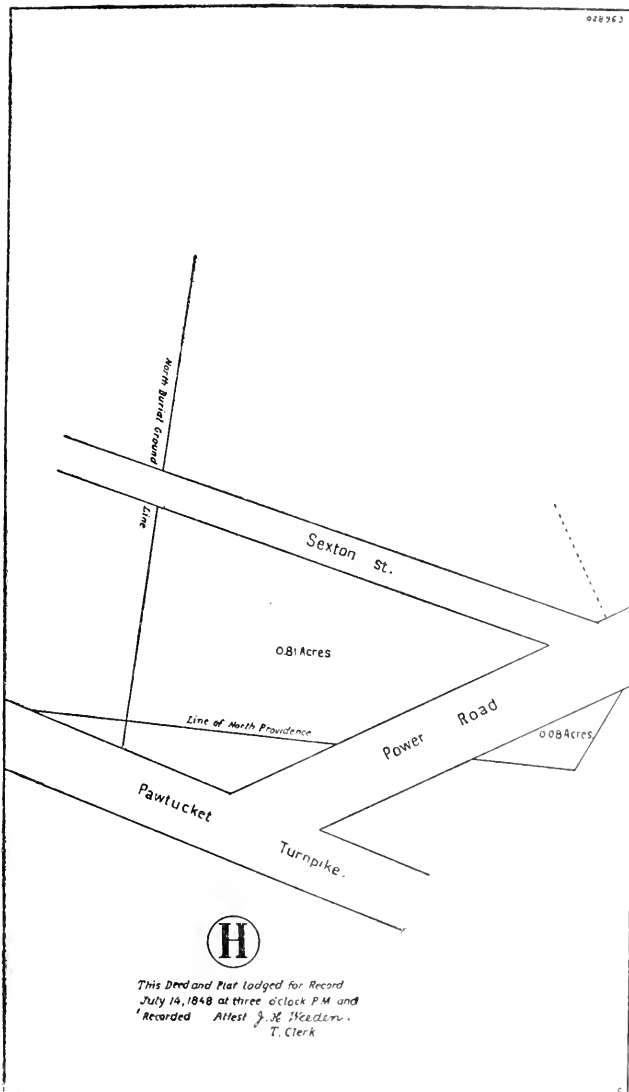 028963
North Burial Ground
Line
Sexton St.
0.81 Acres
Line of North Providence
Power Road
0.08 Acres
Pawtucket
Turnpike.
H
This Deed and Plat lodged for Record
July 14, 1848 at three o'clock P.M and
Recorded Attest J. H. Weeden.
T. Clerk